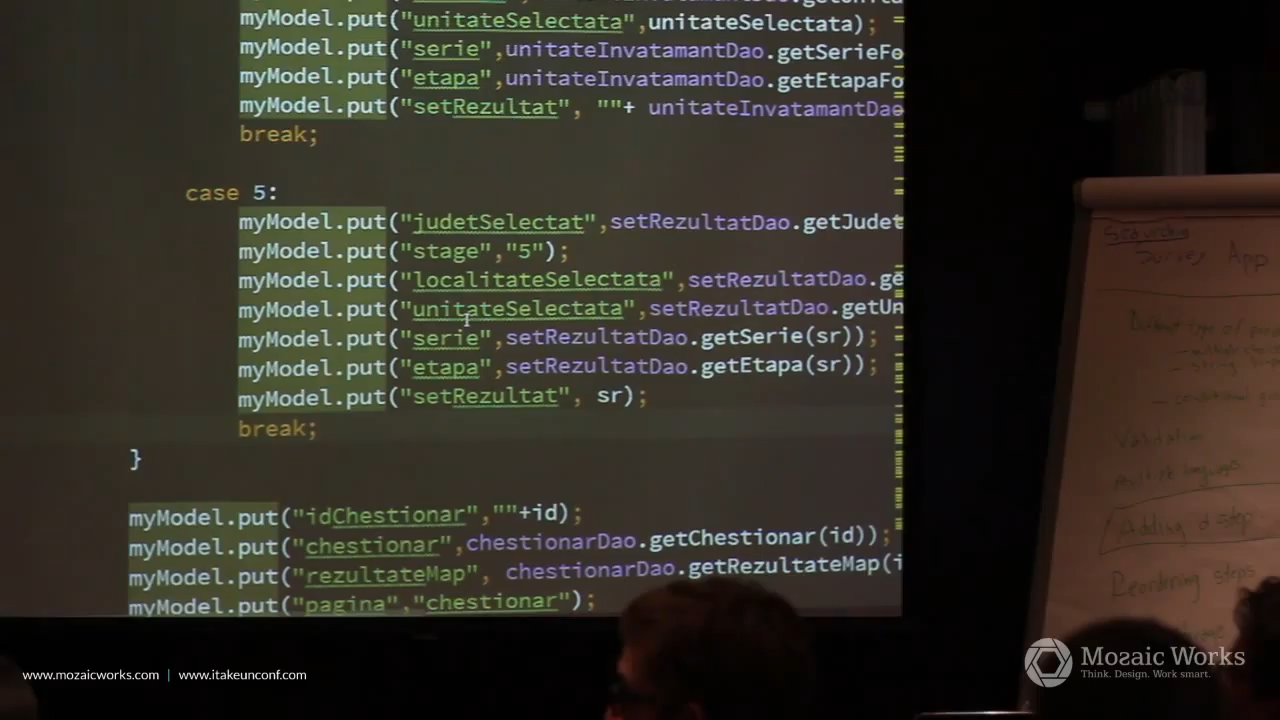 myModel.put("unitateSelectata",unitateSelectata);
myModel.put("serie",unitateInvatamantDao.getSerieFo
myModel.put("etapa",unitateInvatamantDao.getEtapaFo
myModel.put("setRezultat", ""+ unitateInvatamantDao
break;
case 5:
myModel.put("judetSelectat",setRezultatDao.getJudet
myModel.put("stage","5");
myModel.put("localitateSelectata",setRezultatDao.ge
myModel.put("unitateSelectata",setRezultatDao.getUn
myModel.put("serie",setRezultatDao.getSerie(sr));
myModel.put("etapa",setRezultatDao.getEtapa(sr));
myModel.put("setRezultat", sr);
break;
}
myModel.put("idChestionar",""+id);
myModel.put("chestionar",chestionarDao.getChestionar(id));
myModel.put("rezultateMap", chestionarDao.getRezultateMap(i
myModel.put("pagina","chestionar");
Survey App
Validation
Adding a step
Reordering steps
www.mozaicworks.com | www.itakeunconf.com
Mozaic Works
Think. Design. Work smart.